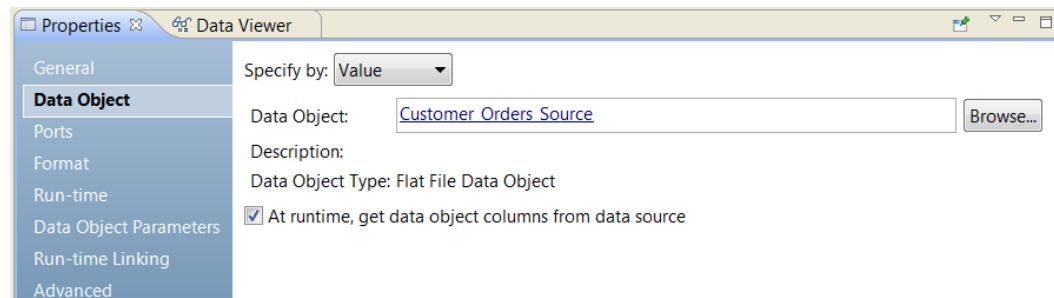 Properties Data Viewer
General
Data Object
Ports
Format
Run-time
Data Object Parameters
Run-time Linking
Advanced
Specify by: Value
Data Object: Customer_Orders_Source Browse...
Description:
Data Object Type: Flat File Data Object
At runtime, get data object columns from data source